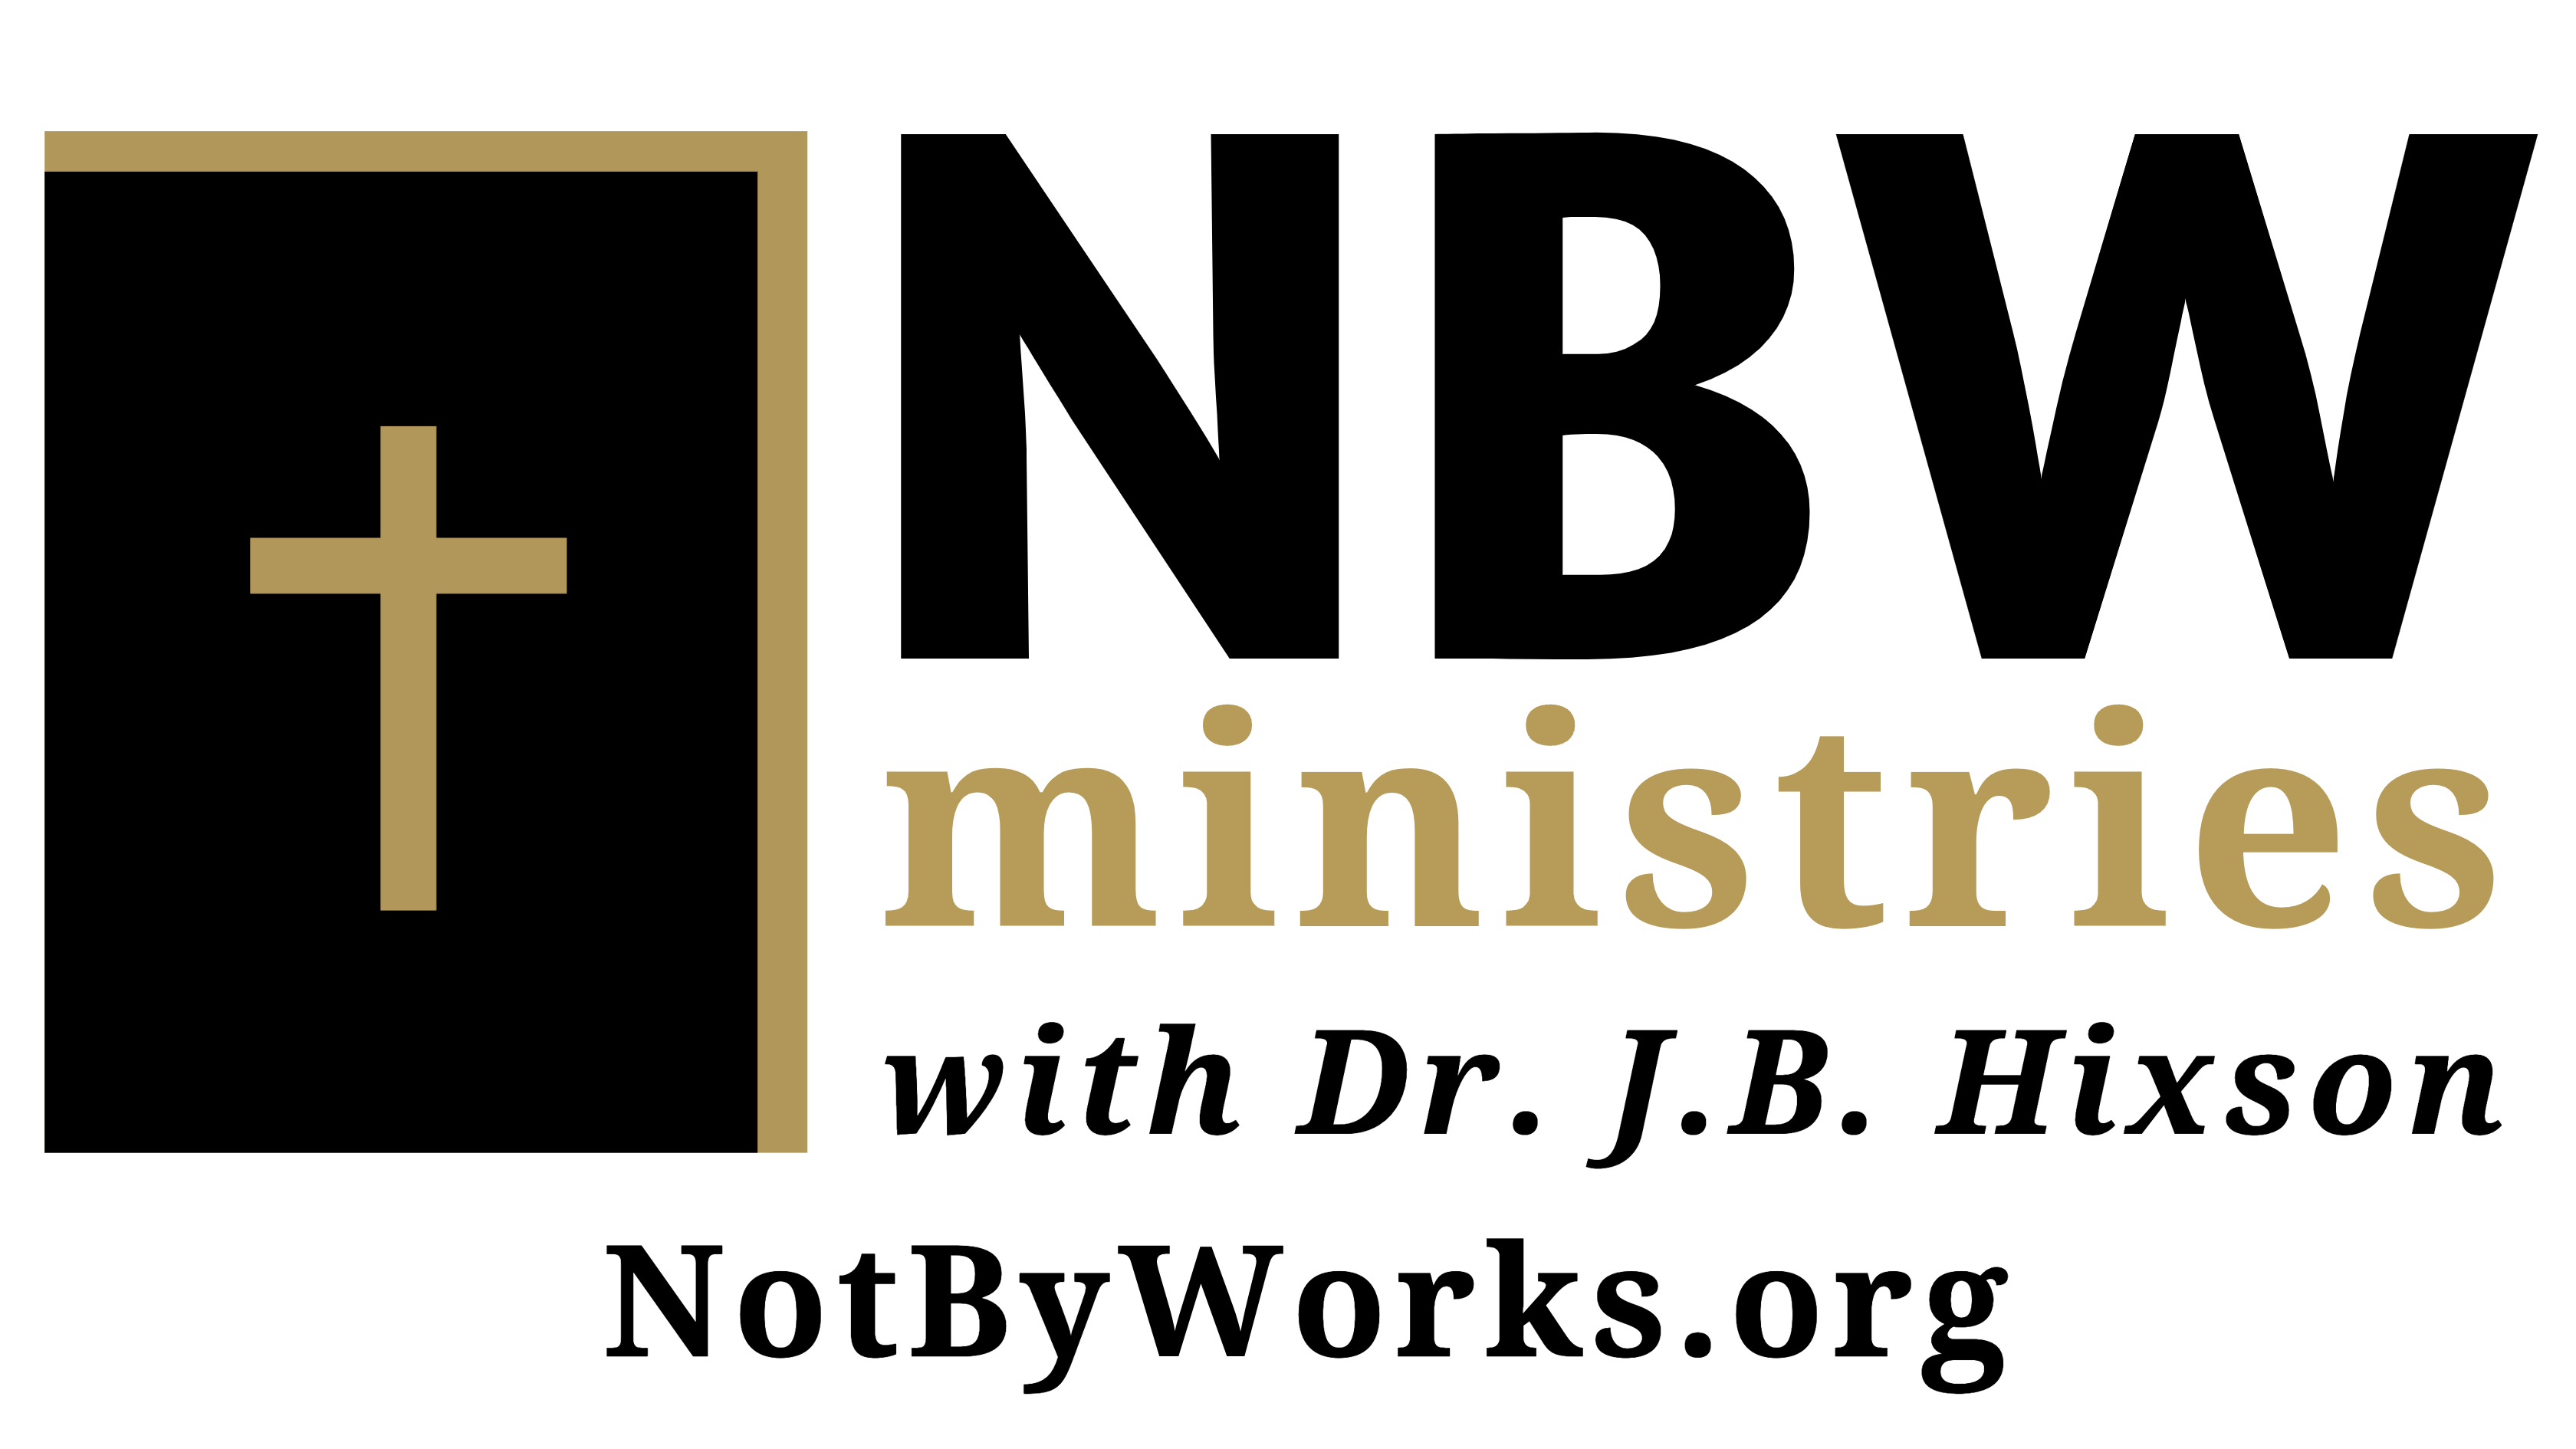 NBW
ministries
with Dr. J.B. Hixson
NotByWorks.org